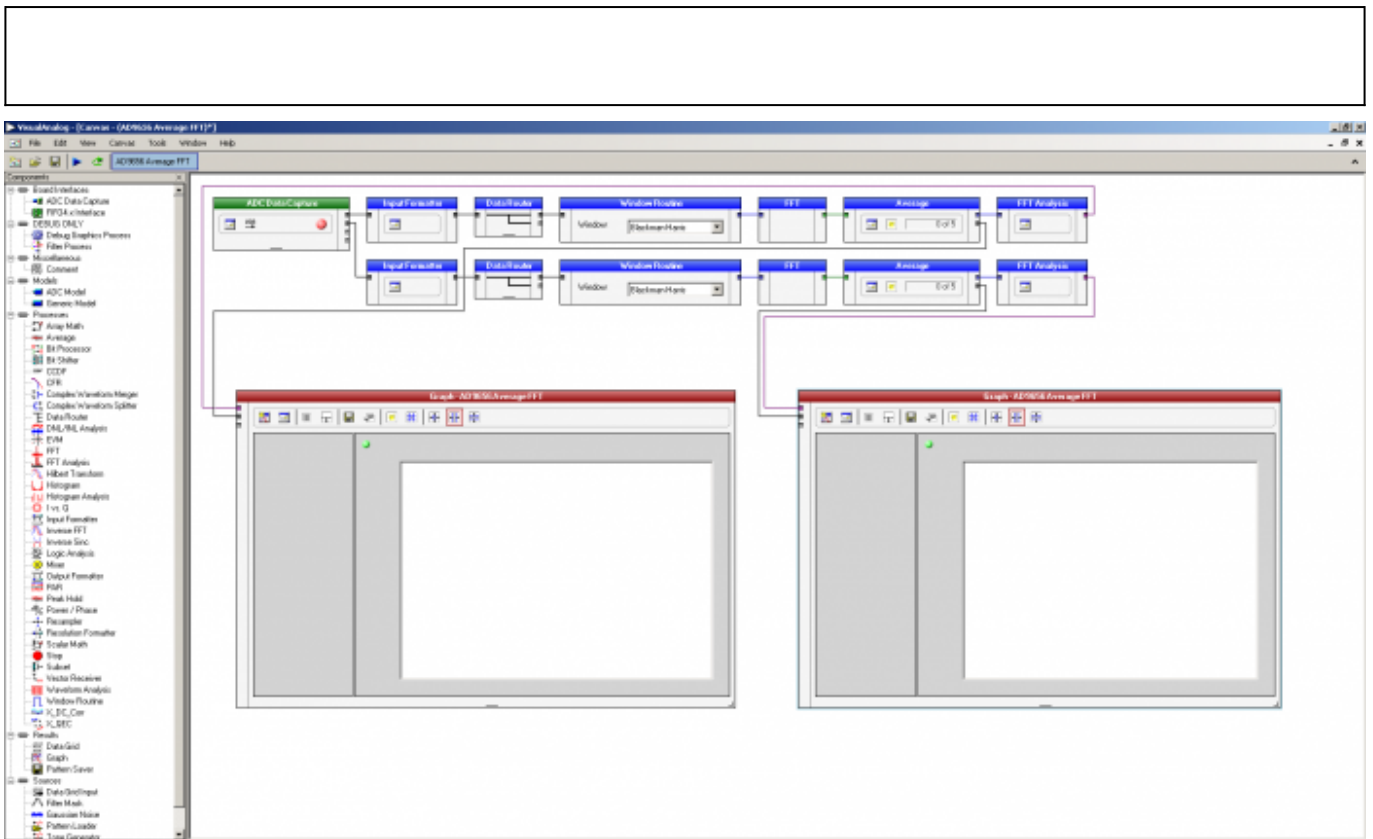 VisualAnalog - [Canvas - (AD9656 Average FFT)*]
File Edit View Canvas Tools Window Help
AD9656 Average FFT
Components
Board Interfaces
ADC Data Capture
FIFO4.x Interface
DEBUG ONLY
Debug Graphics Process
Filter Process
Miscellaneous
Comment
Models
ADC Model
Generic Model
Processes
Array Math
Average
Bit Processor
Bit Shifter
CCDF
CFR
Complex Waveform Merger
Complex Waveform Splitter
Data Router
DNL/INL Analysis
EVM
FFT
FFT Analysis
Hilbert Transform
Histogram
Histogram Analysis
I vs. Q
Input Formatter
Inverse FFT
Inverse Sinc
Logic Analysis
Mixer
Output Formatter
PAR
Peak Hold
Power / Phase
Resampler
Resolution Formatter
Scalar Math
Stop
Subset
Vector Receiver
Waveform Analysis
Window Routine
X_DC_Corr
X_QEC
Results
Data Grid
Graph
Pattern Saver
Sources
Data Grid Input
Filter Mask
Gaussian Noise
Pattern Loader
Tone Generator
ADC Data Capture
Input Formatter
Data Router
Window Routine
Window Blackman-Harris
FFT
Average
0 of 5
FFT Analysis
Input Formatter
Data Router
Window Routine
Window Blackman-Harris
FFT
Average
0 of 5
FFT Analysis
Graph - AD9656 Average FFT
Graph - AD9656 Average FFT